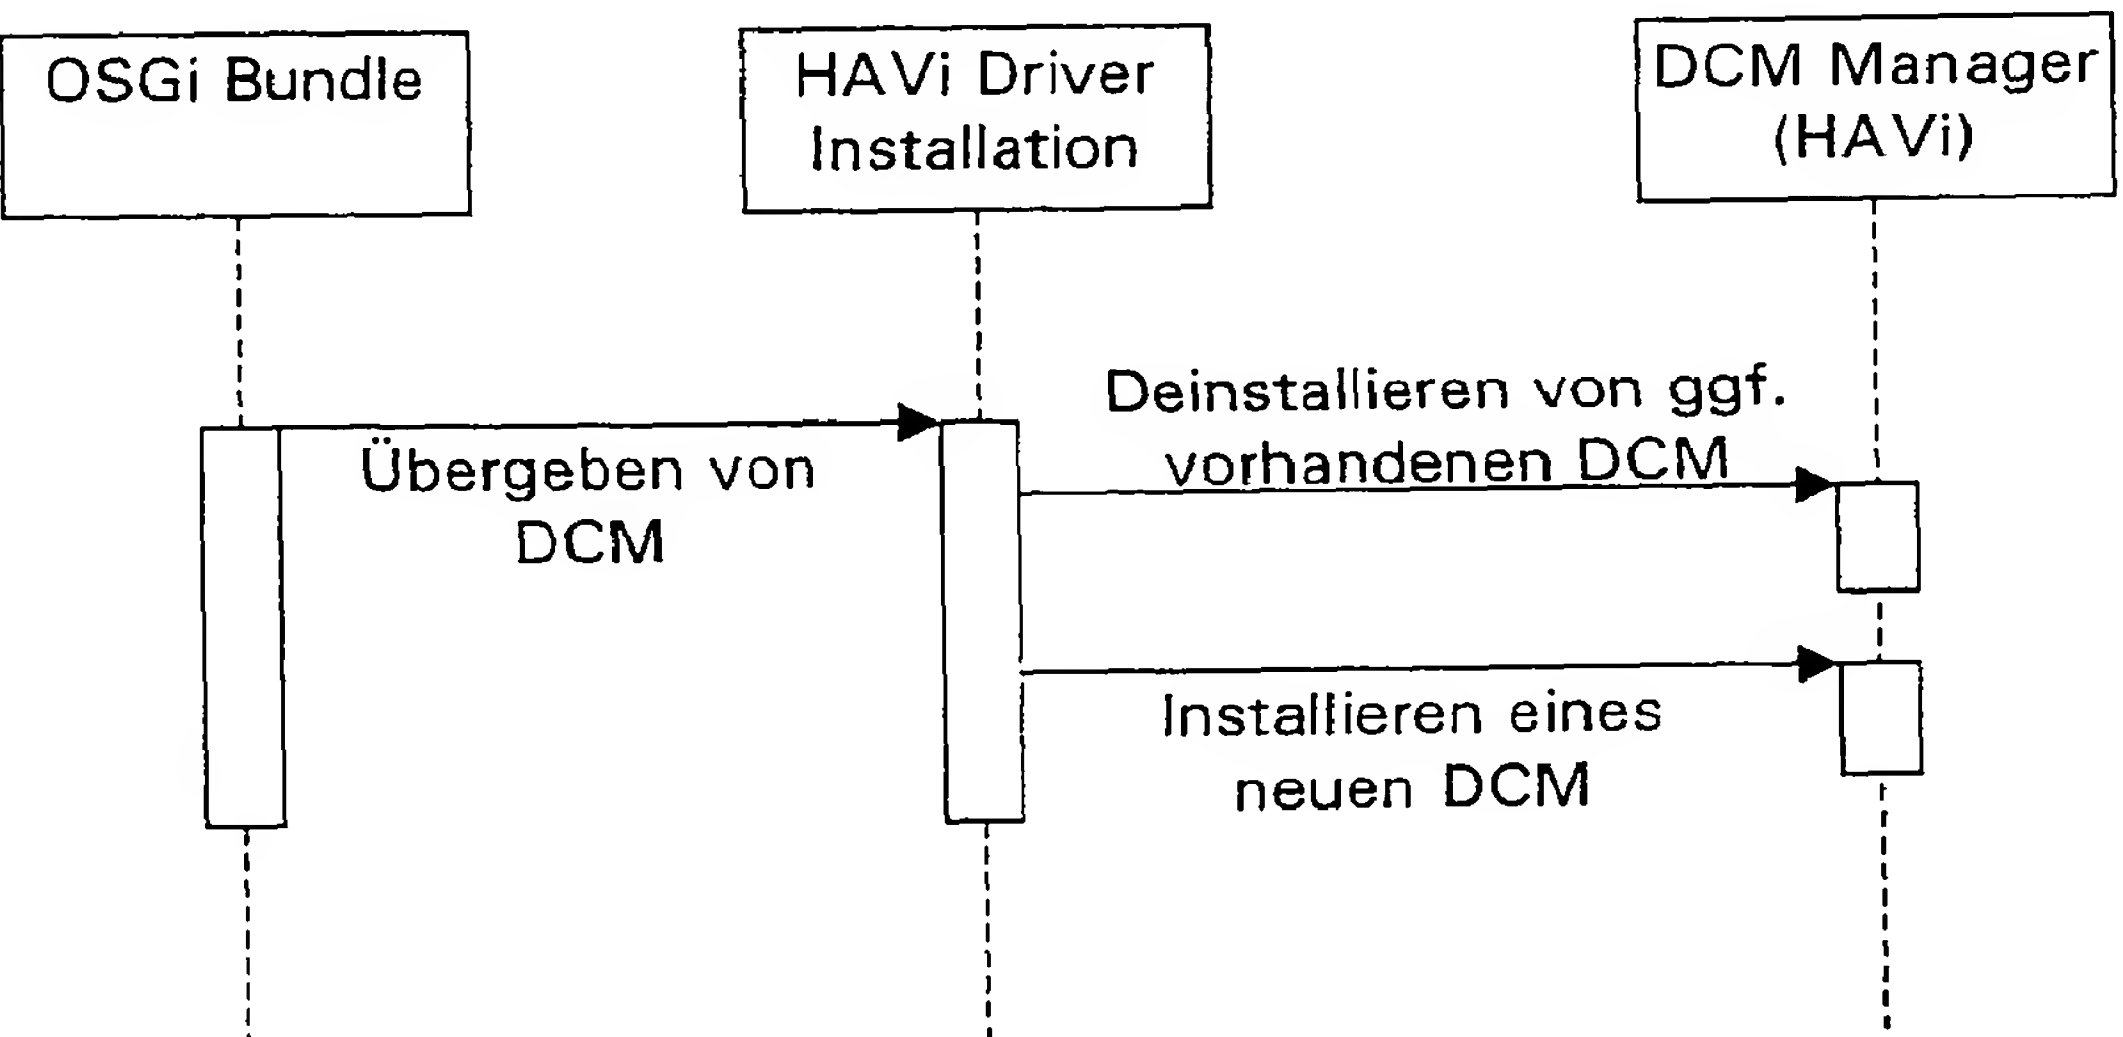 OSGi Bundle
HAVi Driver
Installation
DCM Manager
(HAVi)
Deinstallieren von ggf.
vorhandenen DCM
Übergeben von
DCM
Installieren eines
neuen DCM